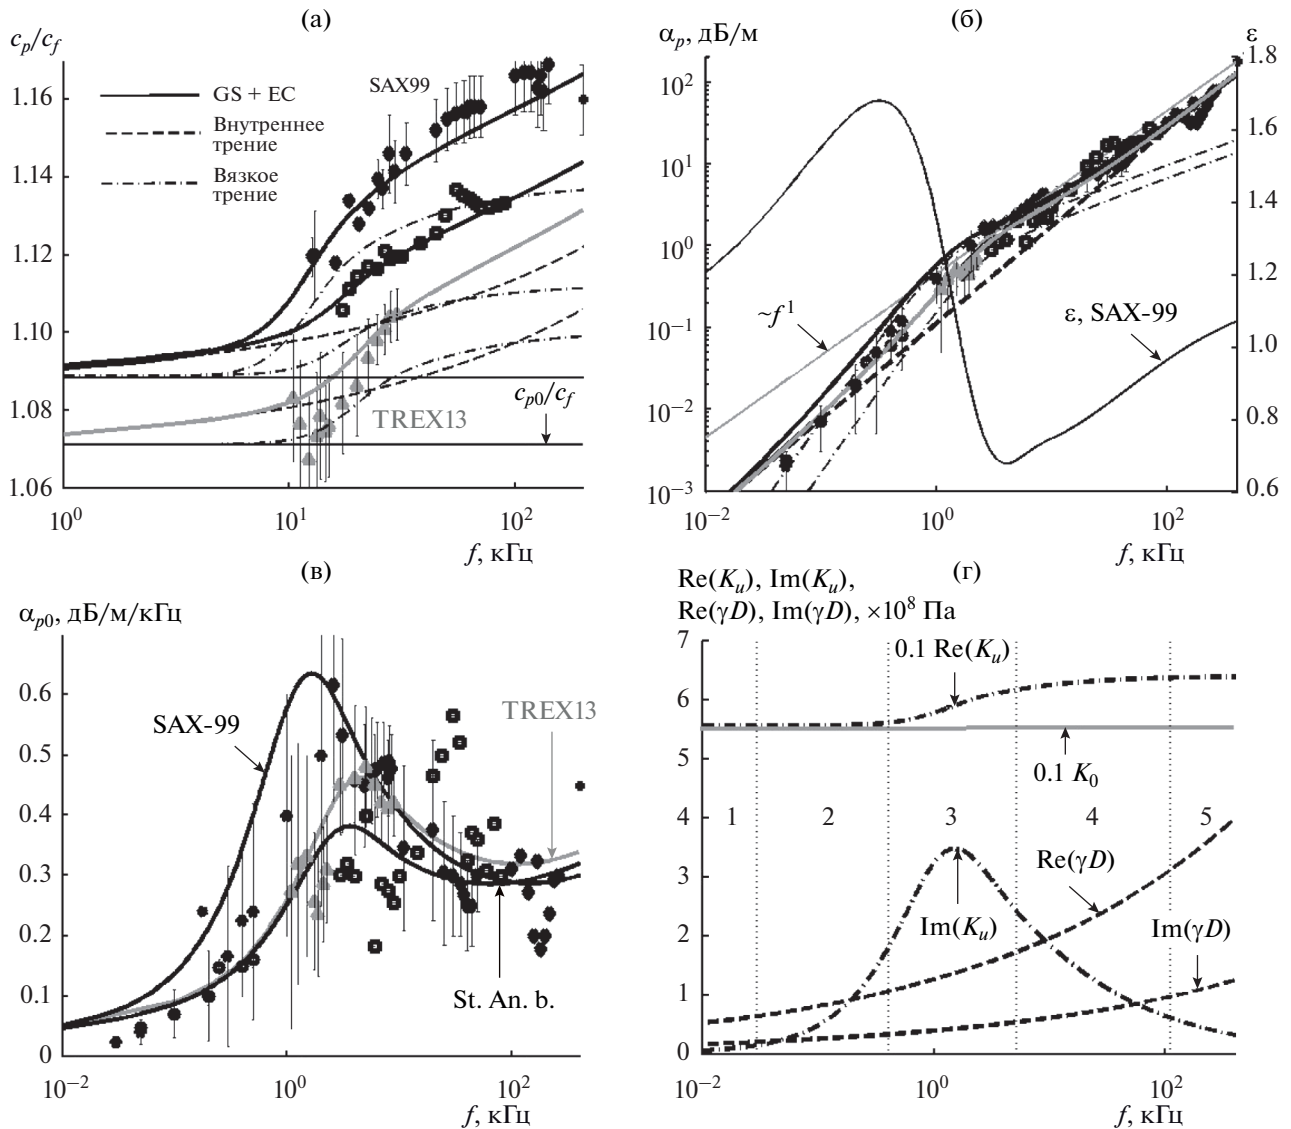 (а)
c_p/c_f
SAX99
GS + EC
Внутреннее
трение
Вязкое
трение
1.16
1.14
1.12
1.10
1.08
1.06
c_{p0}/c_f
TREX13
10^0
10^1
10^2
f, кГц
(б)
α_p, дБ/м
ε
10^2
10^1
10^0
10^{−1}
10^{−2}
10^{−3}
1.8
1.6
1.4
1.2
1.0
0.8
0.6
~f^1
ε, SAX-99
10^{−2}
10^0
10^2
f, кГц
(в)
α_{p0}, дБ/м/кГц
0.6
0.5
0.4
0.3
0.2
0.1
0
SAX-99
TREX13
St. An. b.
10^{−2}
10^0
10^2
f, кГц
(г)
Re(K_u), Im(K_u),
Re(γD), Im(γD), ×10^8 Па
7
6
5
4
3
2
1
0
0.1 Re(K_u)
0.1 K_0
1 2 3 4 5
Re(γD)
Im(K_u)
Im(γD)
10^{−2}
10^0
10^2
f, кГц